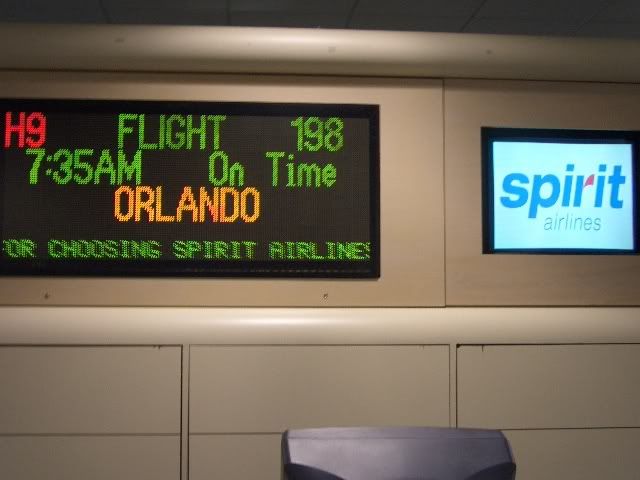 H9 FLIGHT 198
7:35AM On Time
ORLANDO
OR CHOOSING SPIRIT AIRLINES
spirit
airlines